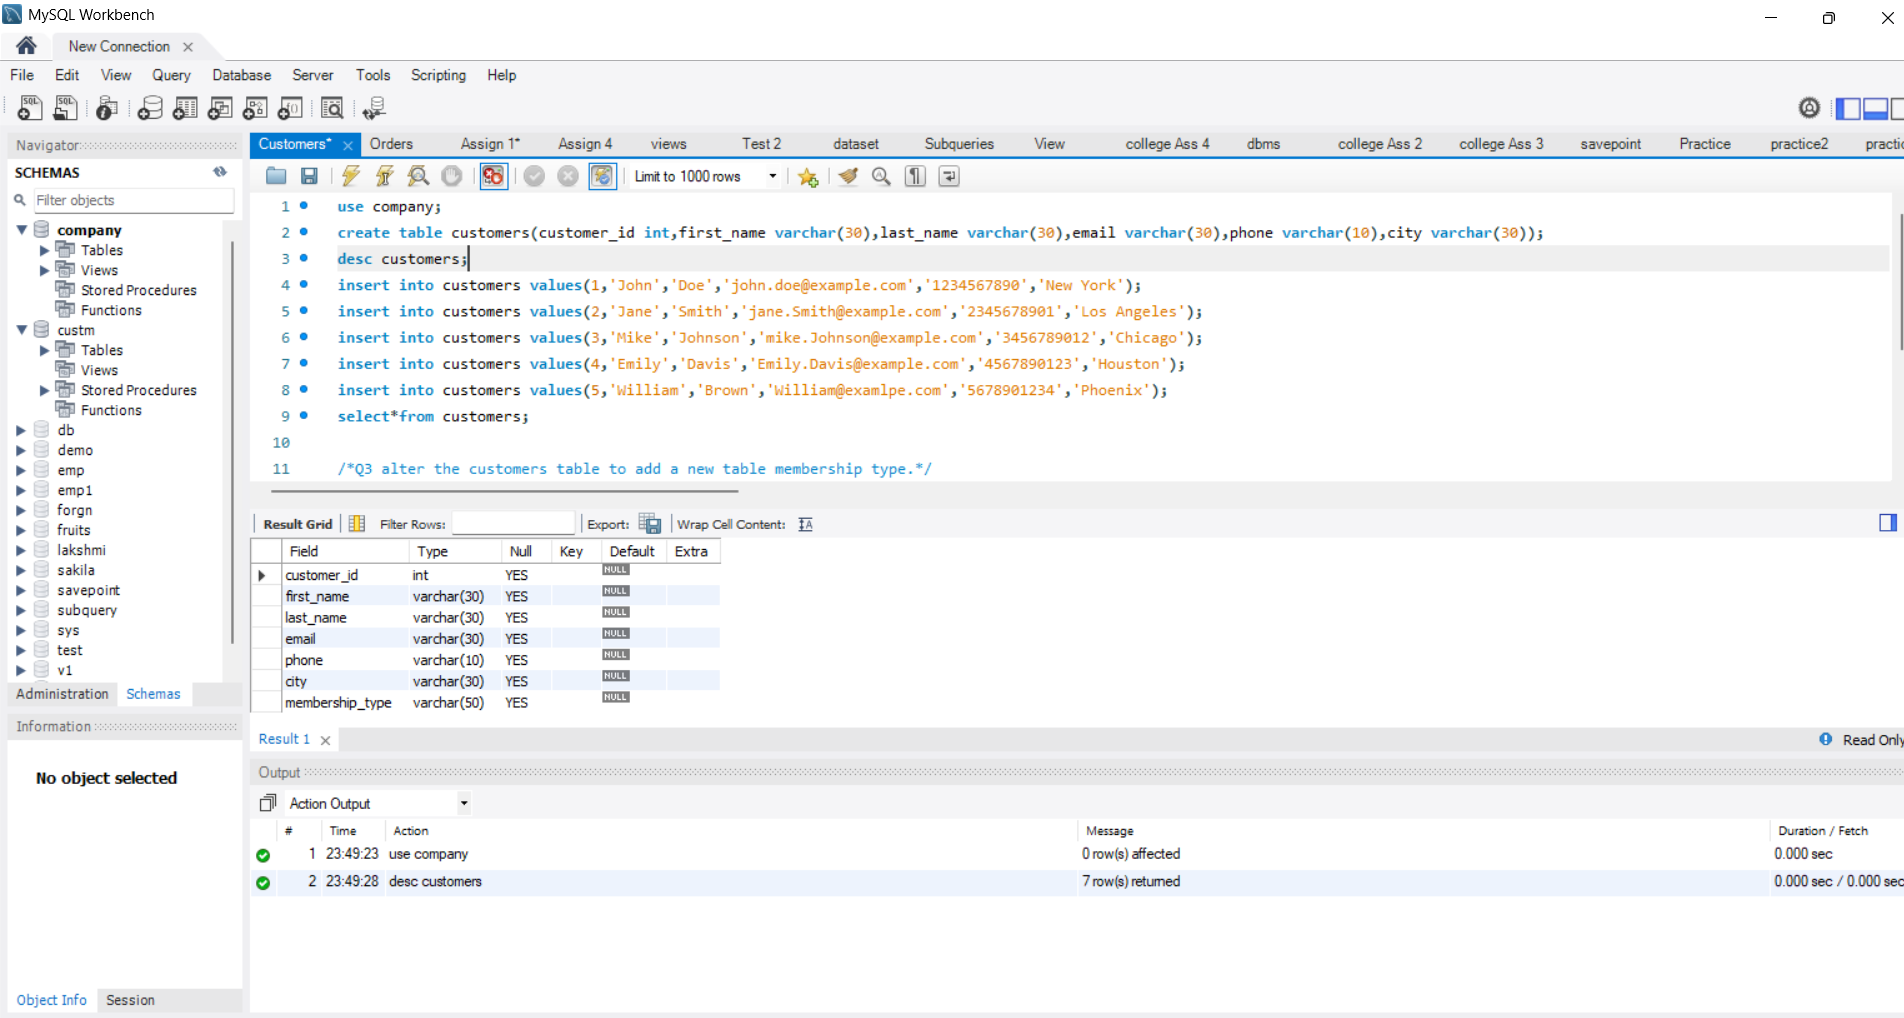 MySQL Workbench
New Connection
File Edit View Query Database Server Tools Scripting Help
Navigator
SCHEMAS
Filter objects
company
Tables
Views
Stored Procedures
Functions
custm
Tables
Views
Stored Procedures
Functions
db
demo
emp
emp1
forgn
fruits
lakshmi
sakila
savepoint
subquery
sys
test
v1
Administration Schemas
Information
No object selected
Object Info Session
Customers* Orders Assign 1* Assign 4 views Test 2 dataset Subqueries View college Ass 4 dbms college Ass 2 college Ass 3 savepoint Practice practice2 practic
Limit to 1000 rows
1 use company;
2 create table customers(customer_id int,first_name varchar(30),last_name varchar(30),email varchar(30),phone varchar(10),city varchar(30));
3 desc customers;
4 insert into customers values(1,'John','Doe','john.doe@example.com','1234567890','New York');
5 insert into customers values(2,'Jane','Smith','jane.Smith@example.com','2345678901','Los Angeles');
6 insert into customers values(3,'Mike','Johnson','mike.Johnson@example.com','3456789012','Chicago');
7 insert into customers values(4,'Emily','Davis','Emily.Davis@example.com','4567890123','Houston');
8 insert into customers values(5,'William','Brown','William@examlpe.com','5678901234','Phoenix');
9 select*from customers;
10
11 /*Q3 alter the customers table to add a new table membership type.*/
Result Grid Filter Rows: Export: Wrap Cell Content:
Field Type Null Key Default Extra
customer_id int YES NULL
first_name varchar(30) YES NULL
last_name varchar(30) YES NULL
email varchar(30) YES NULL
phone varchar(10) YES NULL
city varchar(30) YES NULL
membership_type varchar(50) YES NULL
Result 1 Read Only
Output
Action Output
# Time Action Message Duration / Fetch
1 23:49:23 use company 0 row(s) affected 0.000 sec
2 23:49:28 desc customers 7 row(s) returned 0.000 sec / 0.000 sec